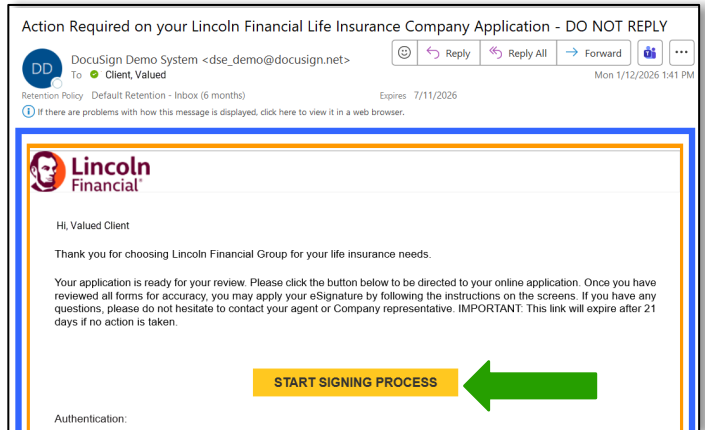 Action Required on your Lincoln Financial Life Insurance Company Application - DO NOT REPLY
DD
DocuSign Demo System <dse_demo@docusign.net>
To Client, Valued
Reply
Reply All
Forward
Mon 1/12/2026 1:41 PM
Retention Policy Default Retention - Inbox (6 months) Expires 7/11/2026
If there are problems with how this message is displayed, click here to view it in a web browser.
Lincoln
Financial®
Hi, Valued Client
Thank you for choosing Lincoln Financial Group for your life insurance needs.
Your application is ready for your review. Please click the button below to be directed to your online application. Once you have
reviewed all forms for accuracy, you may apply your eSignature by following the instructions on the screens. If you have any
questions, please do not hesitate to contact your agent or Company representative. IMPORTANT: This link will expire after 21
days if no action is taken.
START SIGNING PROCESS
Authentication: